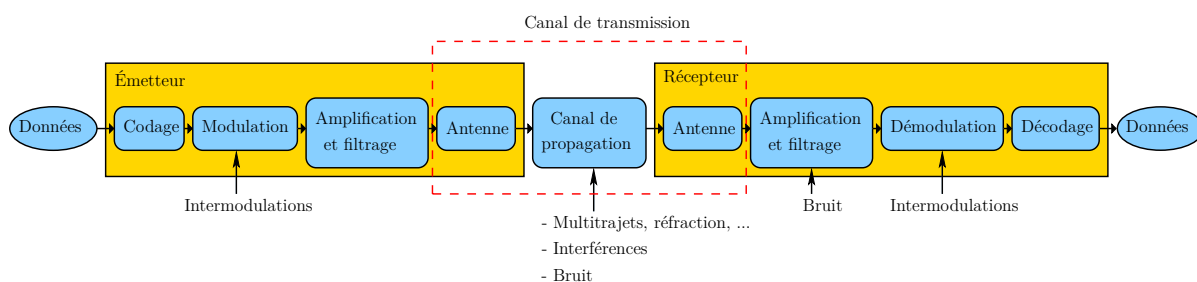 Canal de transmission
Émetteur
Récepteur
Données
Codage
Modulation
Amplification
et filtrage
Antenne
Canal de
propagation
Antenne
Amplification
et filtrage
Démodulation
Décodage
Données
Intermodulations
- Multitrajets, réfraction, ...
- Interférences
- Bruit
Bruit
Intermodulations